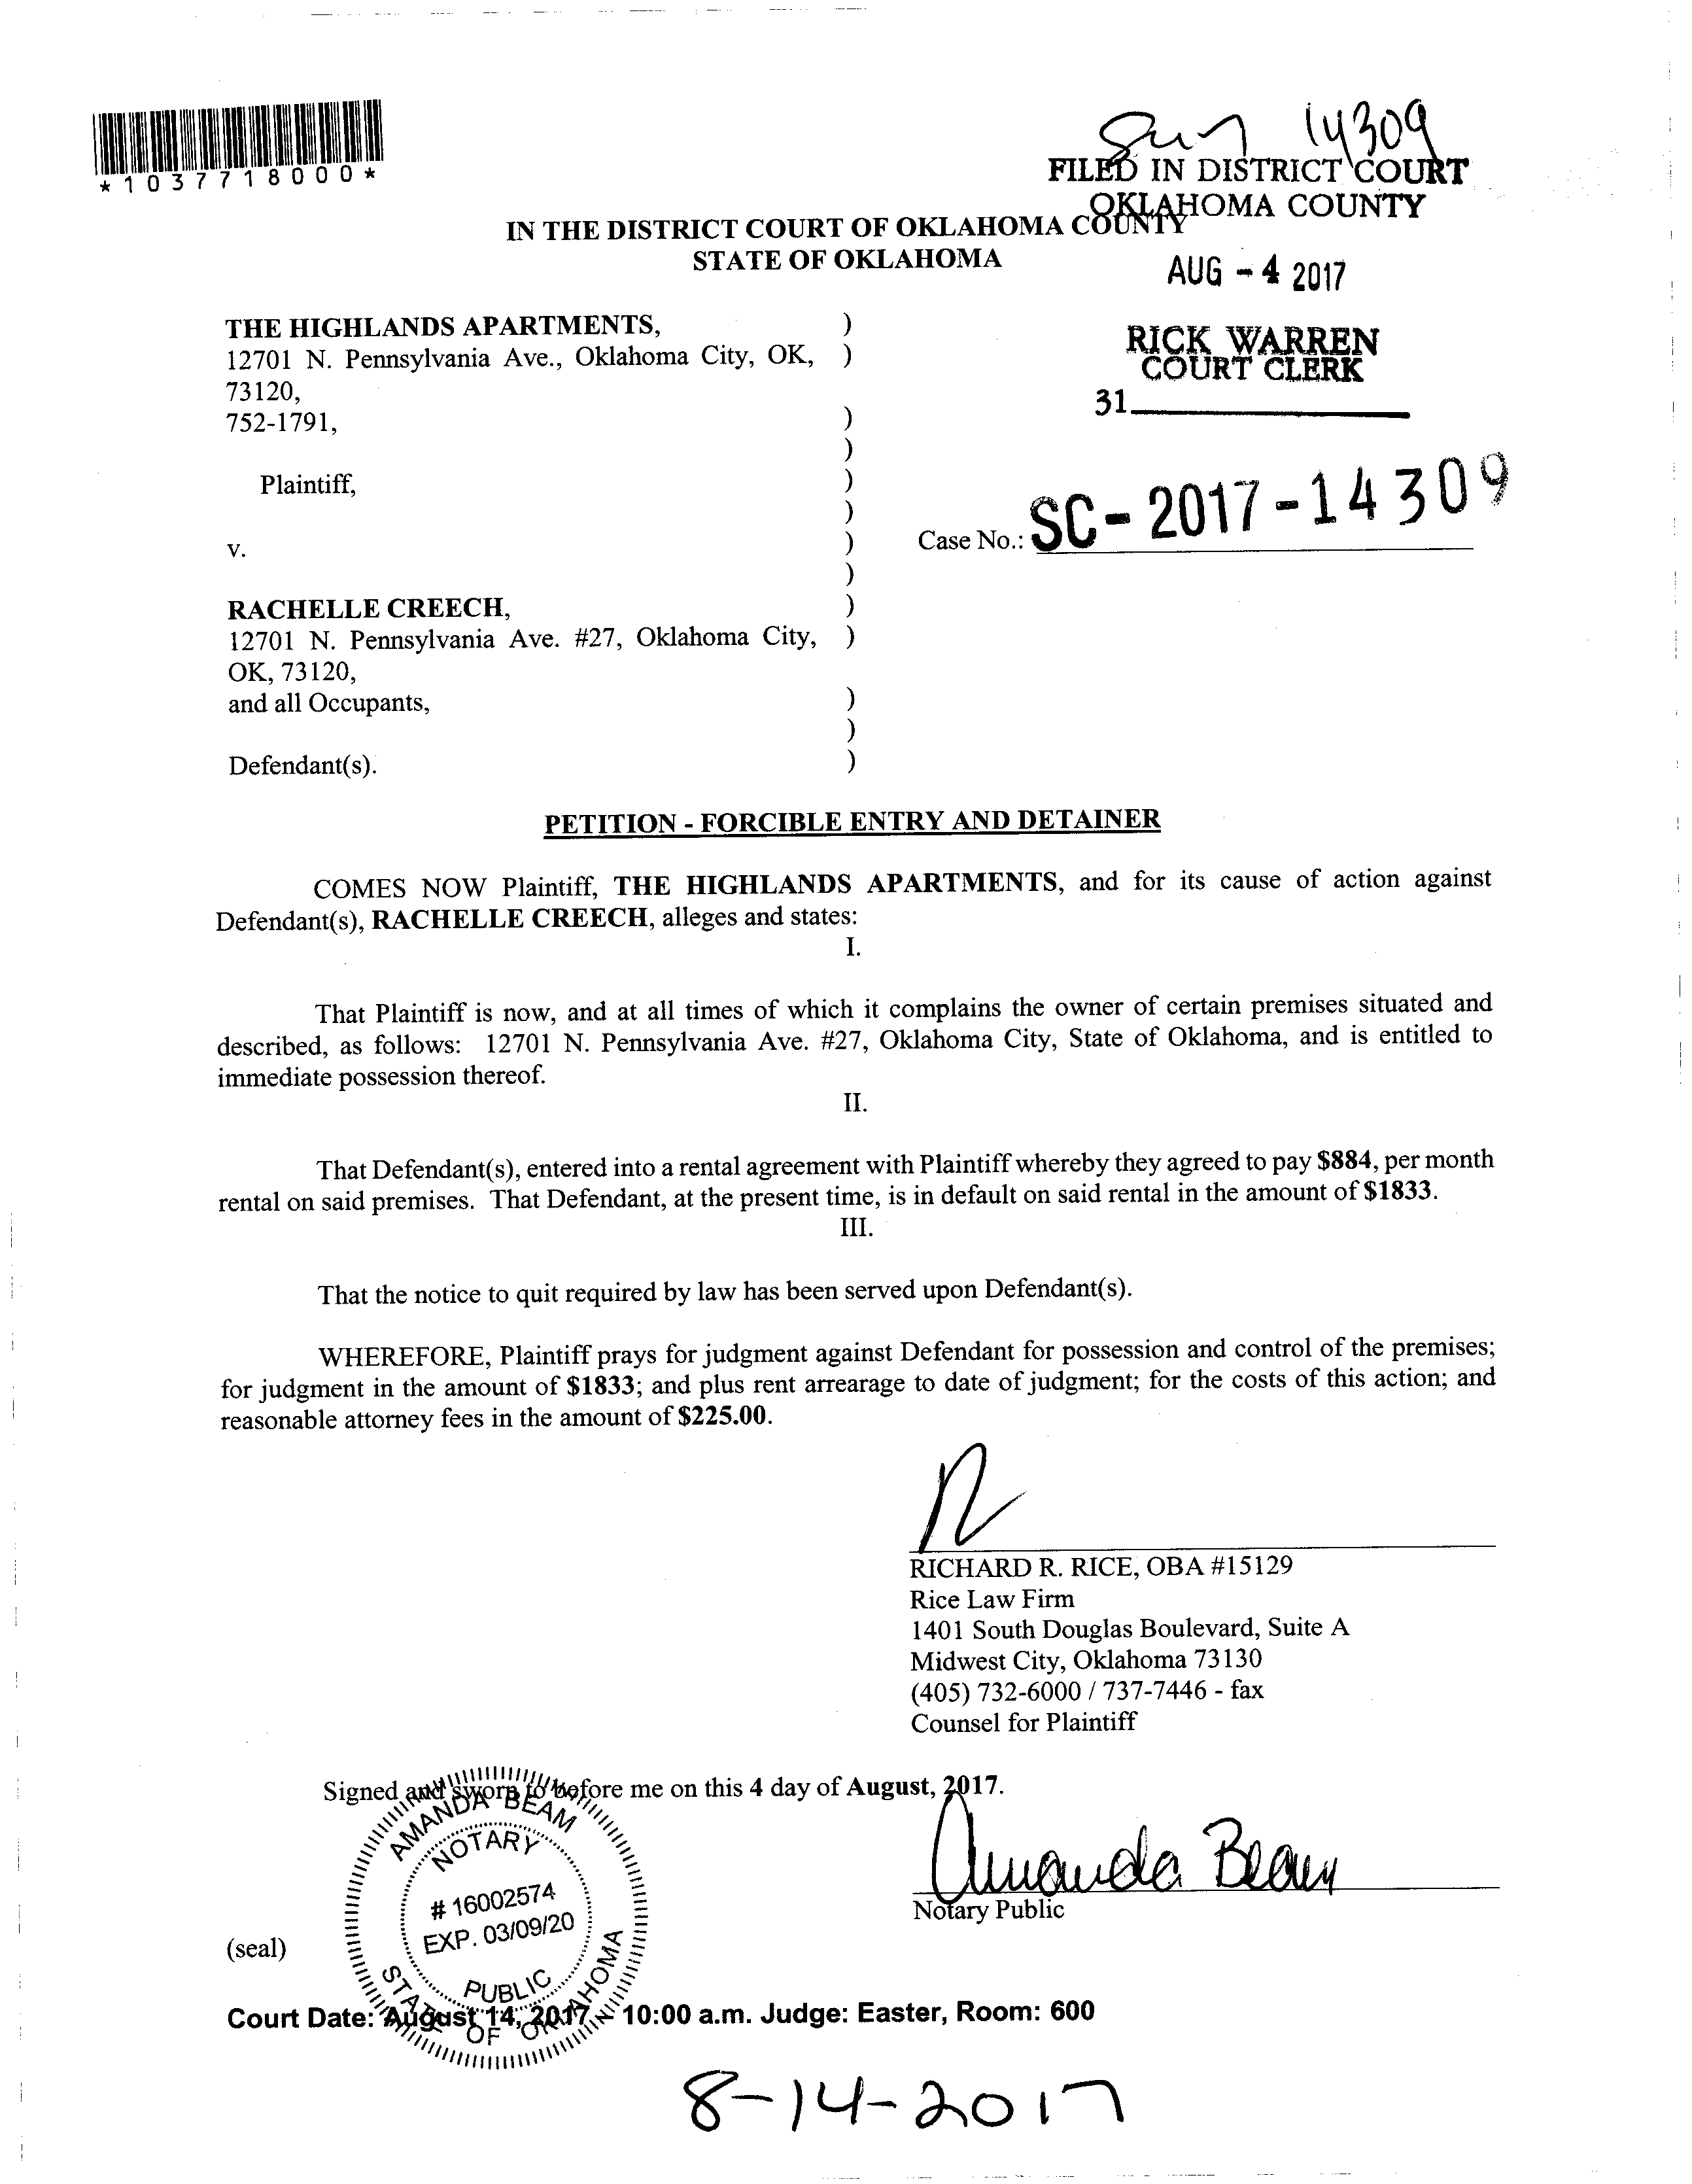 *1037718000*
14309
FILED IN DISTRICT COURT
OKLAHOMA COUNTY
IN THE DISTRICT COURT OF OKLAHOMA COUNTY
STATE OF OKLAHOMA
AUG - 4 2017
THE HIGHLANDS APARTMENTS, )
12701 N. Pennsylvania Ave., Oklahoma City, OK, )
73120,
752-1791, )
)
Plaintiff, )
)
v. )
)
RACHELLE CREECH, )
12701 N. Pennsylvania Ave. #27, Oklahoma City, )
OK, 73120,
and all Occupants, )
)
Defendant(s). )
RICK WARREN
COURT CLERK
31
Case No.: SC-2017-14309
PETITION - FORCIBLE ENTRY AND DETAINER
COMES NOW Plaintiff, THE HIGHLANDS APARTMENTS, and for its cause of action against
Defendant(s), RACHELLE CREECH, alleges and states:
I.
That Plaintiff is now, and at all times of which it complains the owner of certain premises situated and
described, as follows: 12701 N. Pennsylvania Ave. #27, Oklahoma City, State of Oklahoma, and is entitled to
immediate possession thereof.
II.
That Defendant(s), entered into a rental agreement with Plaintiff whereby they agreed to pay $884, per month
rental on said premises. That Defendant, at the present time, is in default on said rental in the amount of $1833.
III.
That the notice to quit required by law has been served upon Defendant(s).
WHEREFORE, Plaintiff prays for judgment against Defendant for possession and control of the premises;
for judgment in the amount of $1833; and plus rent arrearage to date of judgment; for the costs of this action; and
reasonable attorney fees in the amount of $225.00.
RICHARD R. RICE, OBA #15129
Rice Law Firm
1401 South Douglas Boulevard, Suite A
Midwest City, Oklahoma 73130
(405) 732-6000 / 737-7446 - fax
Counsel for Plaintiff
Signed and sworn to before me on this 4 day of August, 2017.
Amanda Beam
Notary Public
AMANDA BEAM
NOTARY
# 16002574
EXP. 03/09/20
PUBLIC
STATE OF OKLAHOMA
(seal)
Court Date: August 14, 2017 10:00 a.m. Judge: Easter, Room: 600
8-14-2017